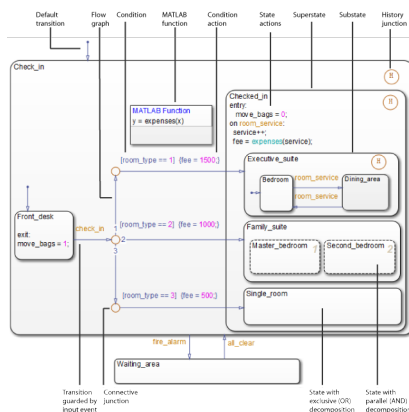 Default
transition
Flow
graph
Condition
MATLAB
function
Condition
action
State
actions
Superstate
Substate
History
junction
Check_in
H
Checked_in
entry:
move_bags = 0;
on room_service:
service++;
fee = expenses(service);
H
MATLAB Function
y = expenses(x)
[room_type == 1] {fee = 1500;}
Executive_suite
H
Bedroom
room_service
room_service
Dining_area
Front_desk
exit:
move_bags = 1;
check_in
1
2
3
[room_type == 2] {fee = 1000;}
Family_suite
Master_bedroom
1
Second_bedroom
2
[room_type == 3] {fee = 500;}
Single_room
fire_alarm
all_clear
Waiting_area
Transition
guarded by
input event
Connective
junction
State with
exclusive (OR)
decomposition
State with
parallel (AND)
decomposition